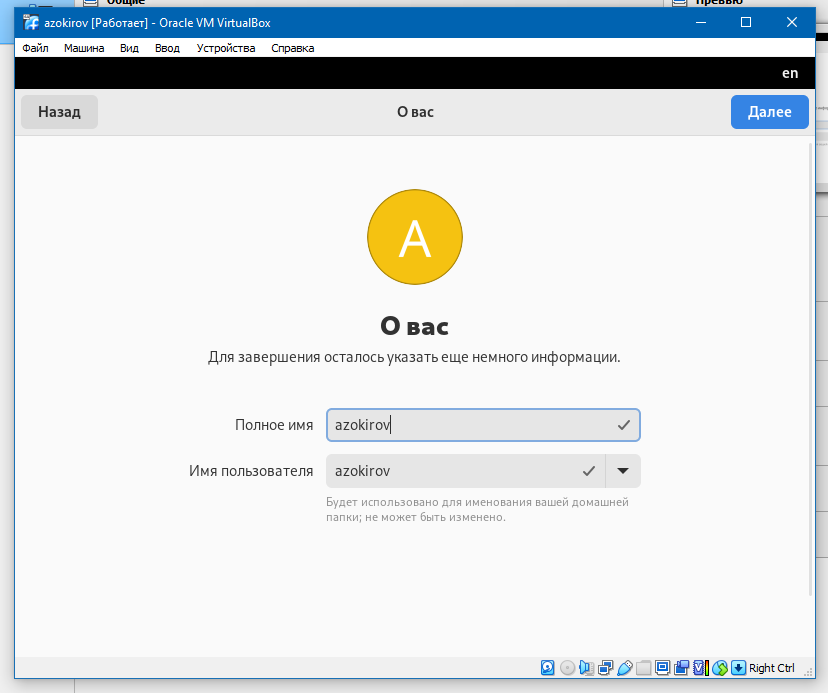 Общие
Превью
azokirov [Работает] - Oracle VM VirtualBox
Файл Машина Вид Ввод Устройства Справка
en
Назад
О вас
Далее
A
О вас
Для завершения осталось указать еще немного информации.
Полное имя azokirov
Имя пользователя azokirov
Будет использовано для именования вашей домашней
папки; не может быть изменено.
Right Ctrl